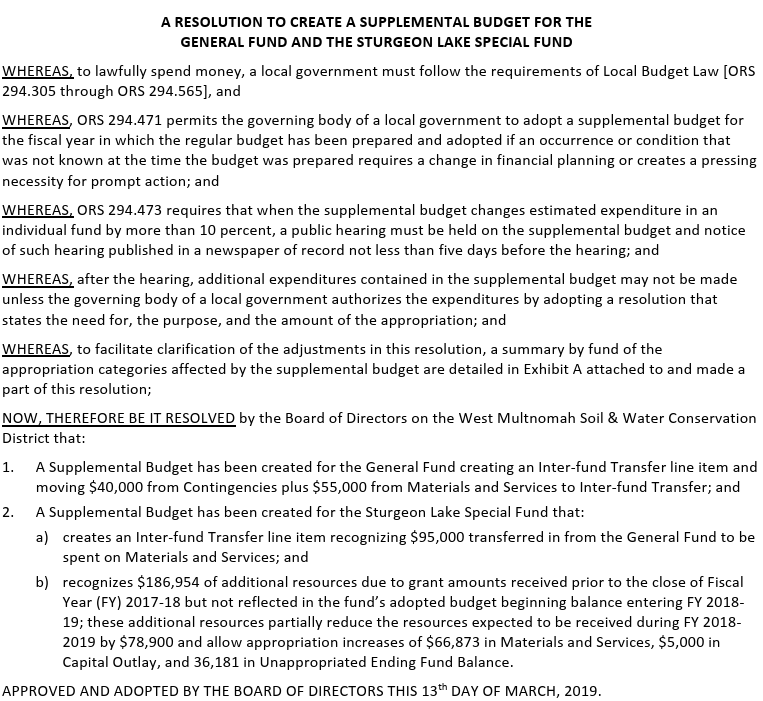 A RESOLUTION TO CREATE A SUPPLEMENTAL BUDGET FOR THE
GENERAL FUND AND THE STURGEON LAKE SPECIAL FUND
WHEREAS, to lawfully spend money, a local government must follow the requirements of Local Budget Law [ORS
294.305 through ORS 294.565], and
WHEREAS, ORS 294.471 permits the governing body of a local government to adopt a supplemental budget for
the fiscal year in which the regular budget has been prepared and adopted if an occurrence or condition that
was not known at the time the budget was prepared requires a change in financial planning or creates a pressing
necessity for prompt action; and
WHEREAS, ORS 294.473 requires that when the supplemental budget changes estimated expenditure in an
individual fund by more than 10 percent, a public hearing must be held on the supplemental budget and notice
of such hearing published in a newspaper of record not less than five days before the hearing; and
WHEREAS, after the hearing, additional expenditures contained in the supplemental budget may not be made
unless the governing body of a local government authorizes the expenditures by adopting a resolution that
states the need for, the purpose, and the amount of the appropriation; and
WHEREAS, to facilitate clarification of the adjustments in this resolution, a summary by fund of the
appropriation categories affected by the supplemental budget are detailed in Exhibit A attached to and made a
part of this resolution;
NOW, THEREFORE BE IT RESOLVED by the Board of Directors on the West Multnomah Soil & Water Conservation
District that:
1. A Supplemental Budget has been created for the General Fund creating an Inter-fund Transfer line item and
moving $40,000 from Contingencies plus $55,000 from Materials and Services to Inter-fund Transfer; and
2. A Supplemental Budget has been created for the Sturgeon Lake Special Fund that:
a) creates an Inter-fund Transfer line item recognizing $95,000 transferred in from the General Fund to be
spent on Materials and Services; and
b) recognizes $186,954 of additional resources due to grant amounts received prior to the close of Fiscal
Year (FY) 2017-18 but not reflected in the fund's adopted budget beginning balance entering FY 2018-
19; these additional resources partially reduce the resources expected to be received during FY 2018-
2019 by $78,900 and allow appropriation increases of $66,873 in Materials and Services, $5,000 in
Capital Outlay, and 36,181 in Unappropriated Ending Fund Balance.
APPROVED AND ADOPTED BY THE BOARD OF DIRECTORS THIS 13th DAY OF MARCH, 2019.